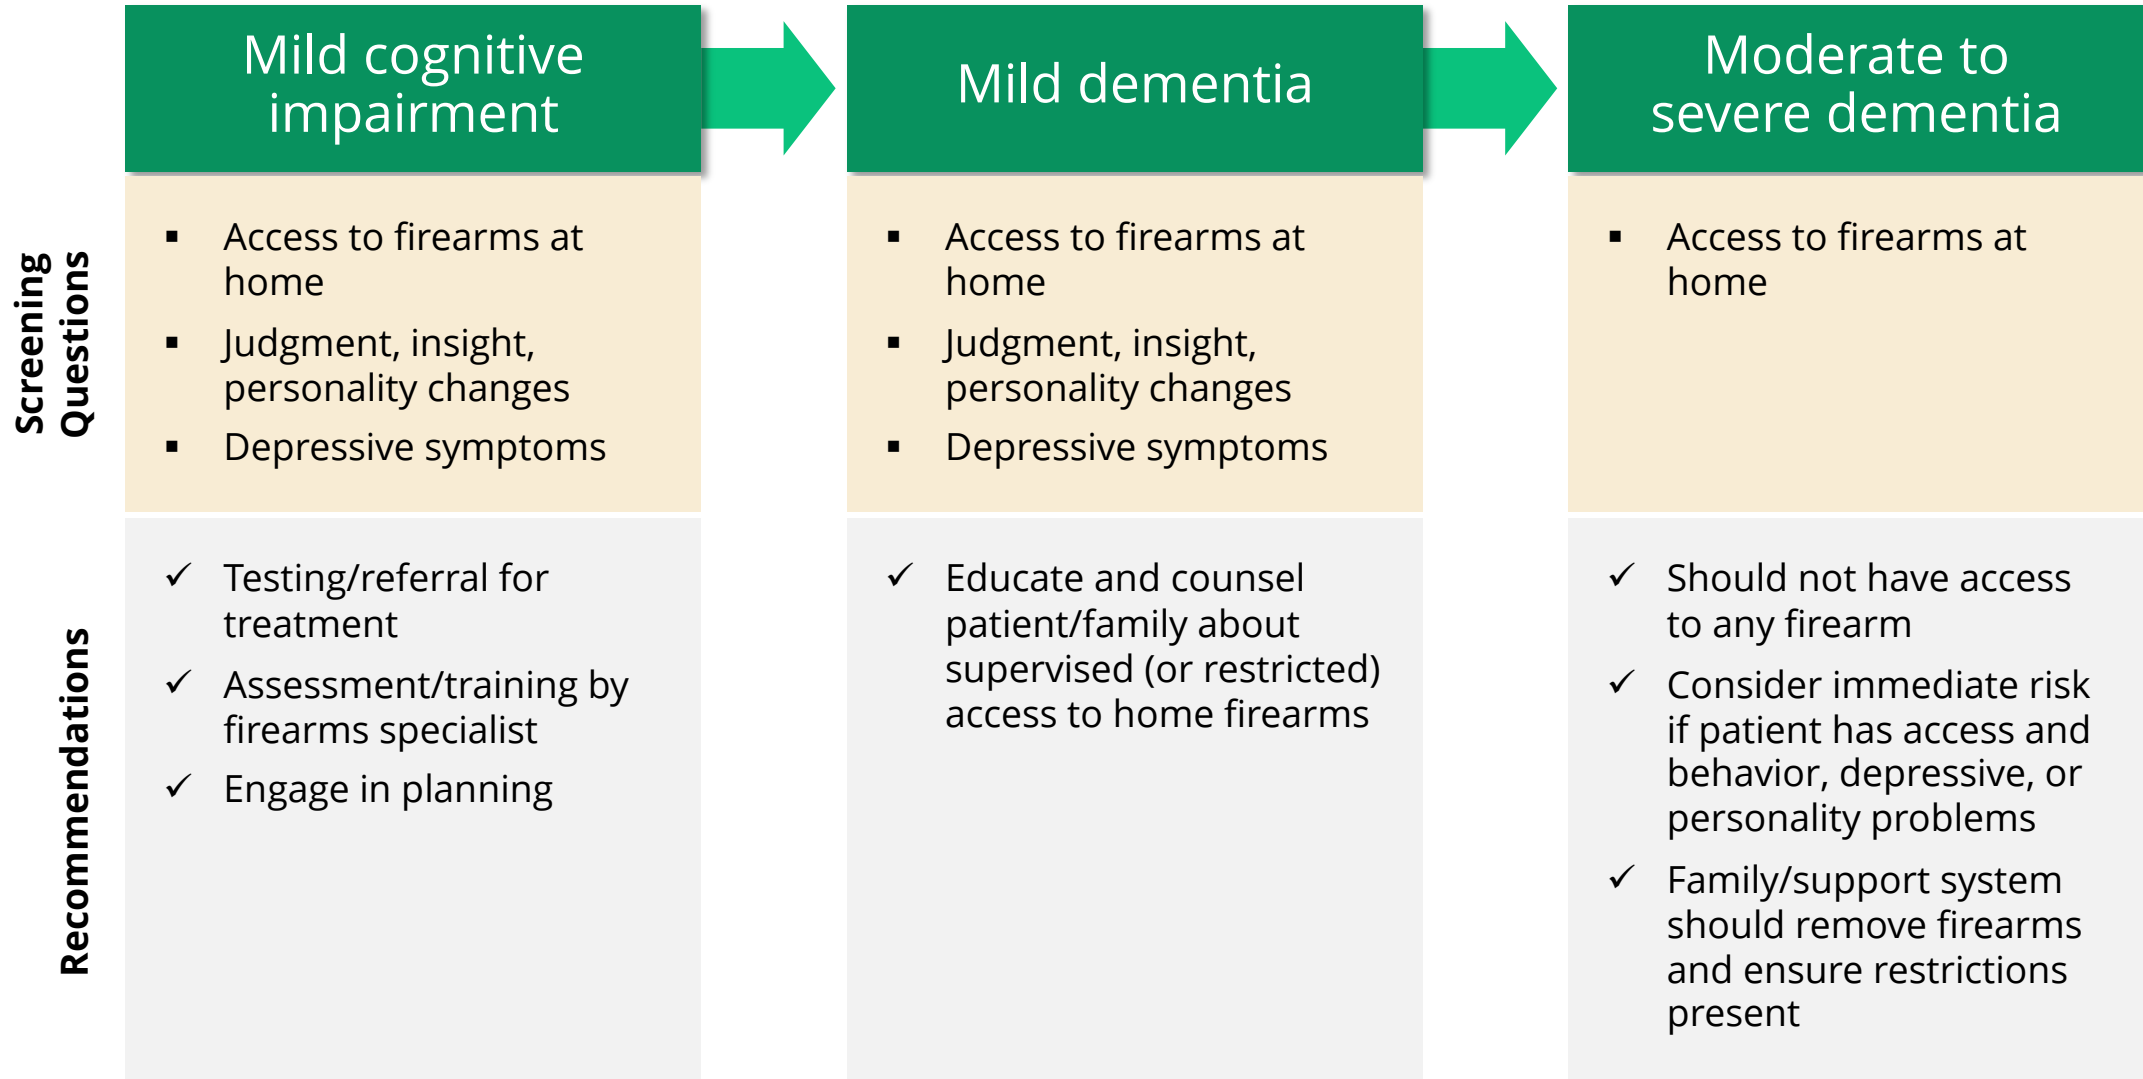 Mild cognitive
impairment
Mild dementia
Moderate to
severe dementia
Screening
Questions
▪ Access to firearms at
home
▪ Judgment, insight,
personality changes
▪ Depressive symptoms
▪ Access to firearms at
home
▪ Judgment, insight,
personality changes
▪ Depressive symptoms
▪ Access to firearms at
home
Recommendations
✓ Testing/referral for
treatment
✓ Assessment/training by
firearms specialist
✓ Engage in planning
✓ Educate and counsel
patient/family about
supervised (or restricted)
access to home firearms
✓ Should not have access
to any firearm
✓ Consider immediate risk
if patient has access and
behavior, depressive, or
personality problems
✓ Family/support system
should remove firearms
and ensure restrictions
present